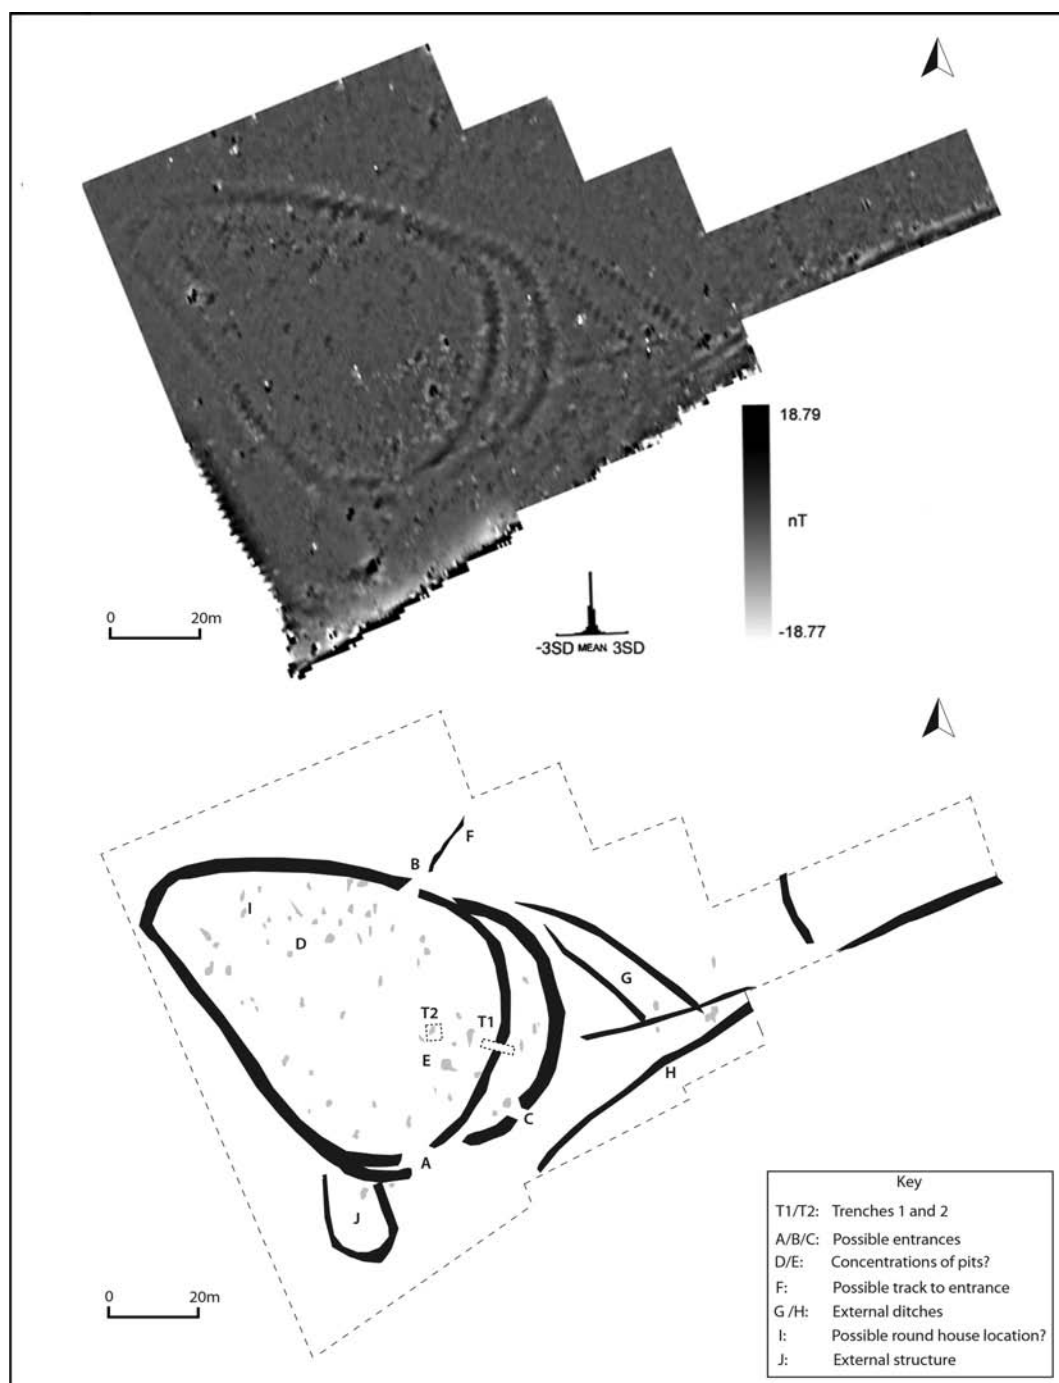 18.79
nT
-18.77
0 20m
-3SD MEAN 3SD
F
B
I
D
G
T2
T1
E
H
C
A
J
0 20m
Key
T1/T2: Trenches 1 and 2
A/B/C: Possible entrances
D/E: Concentrations of pits?
F: Possible track to entrance
G /H: External ditches
I: Possible round house location?
J: External structure